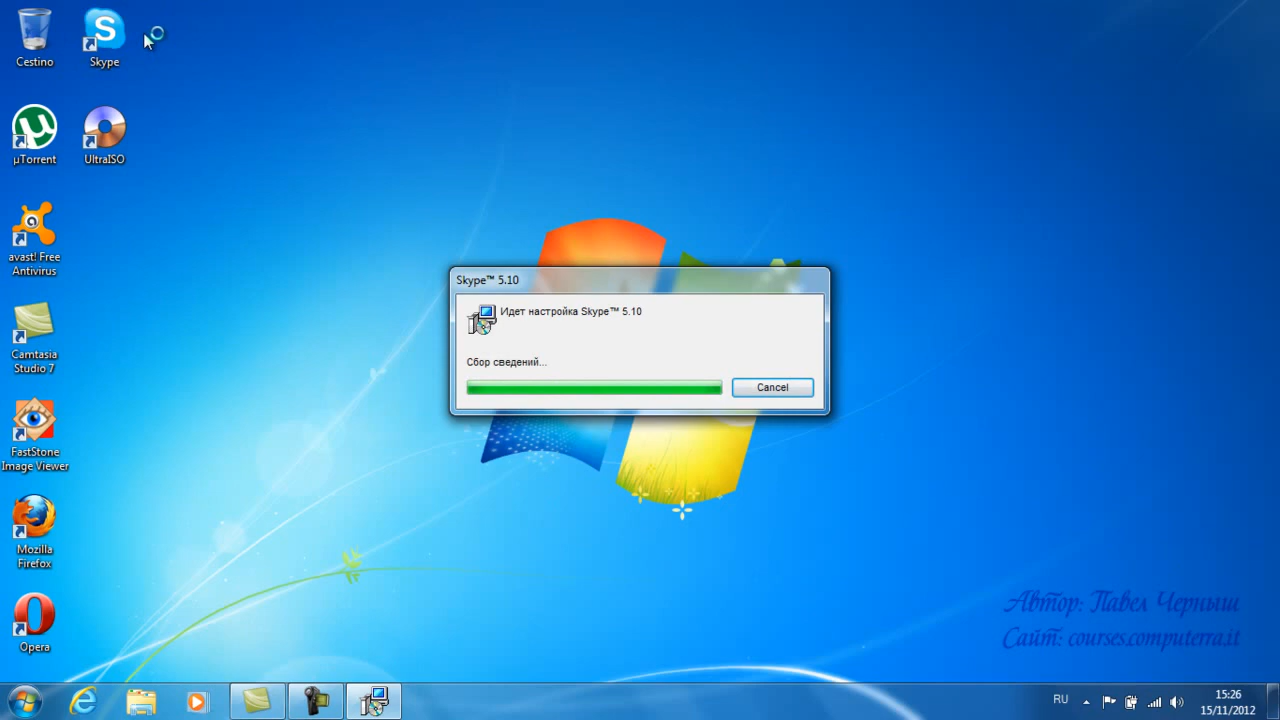 Cestino
Skype
µTorrent
UltraISO
avast! Free
Antivirus
Camtasia
Studio 7
FastStone
Image Viewer
Mozilla
Firefox
Opera
Skype™ 5.10
Идет настройка Skype™ 5.10
Сбор сведений...
Cancel
Автор: Павел Черныш
Сайт: courses.computerra.it
RU
15:26
15/11/2012